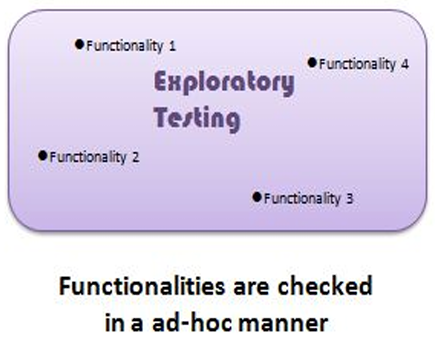 Functionality 1
Functionality 4
Exploratory
Testing
Functionality 2
Functionality 3
Functionalities are checked
in a ad-hoc manner